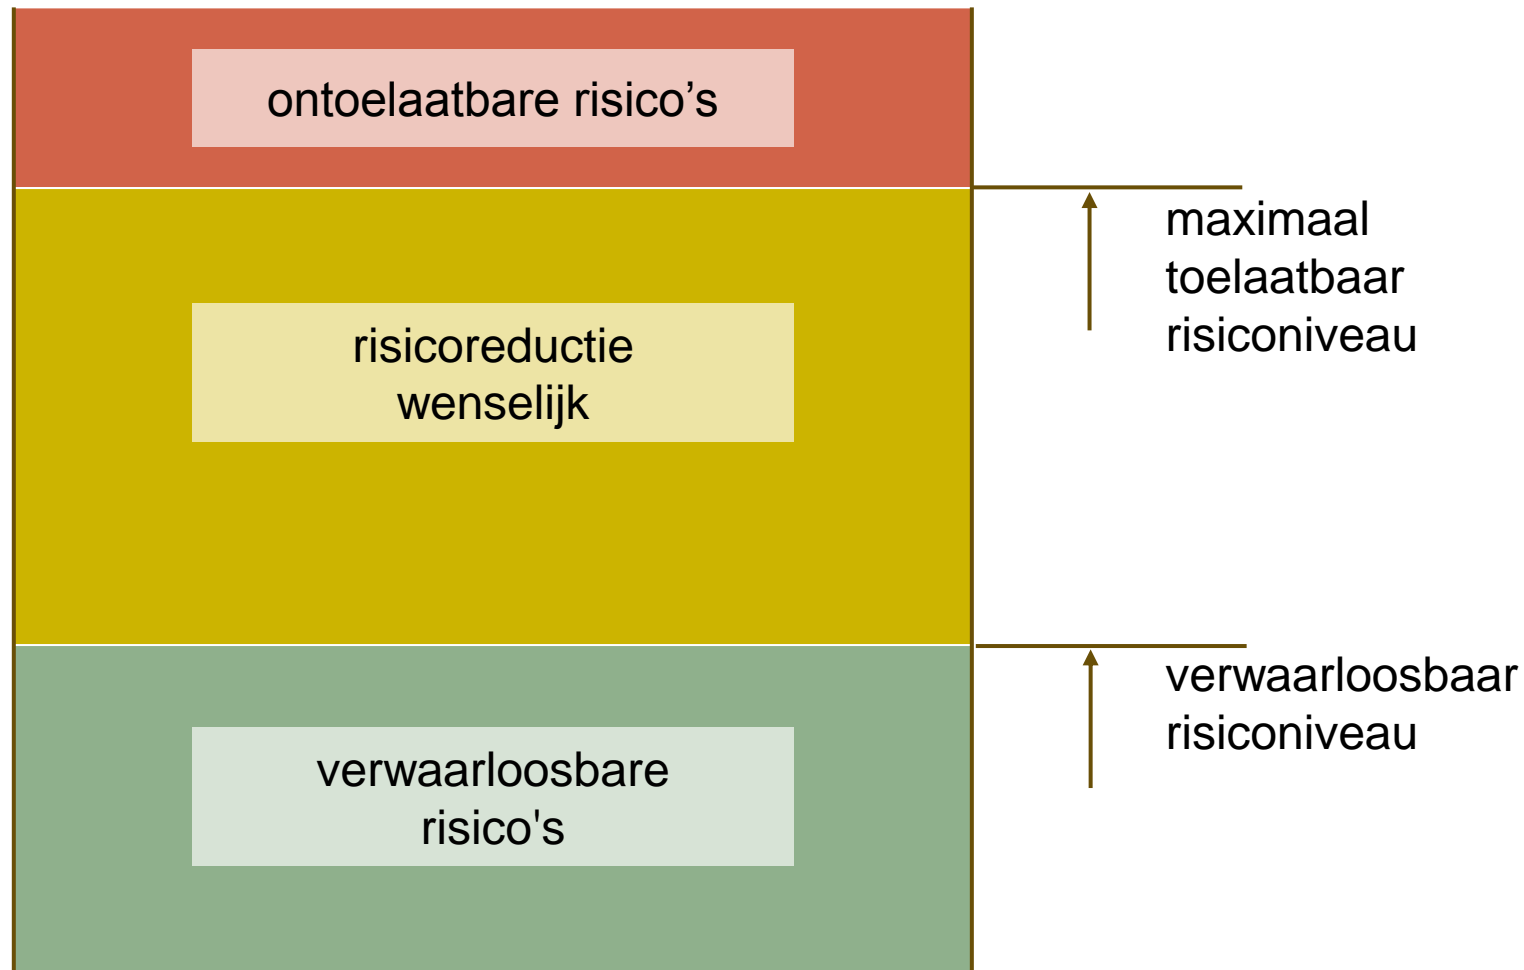 ontoelaatbare risico’s
maximaal
toelaatbaar
risiconiveau
risicoreductie
wenselijk
verwaarloosbaar
risiconiveau
verwaarloosbare
risico's